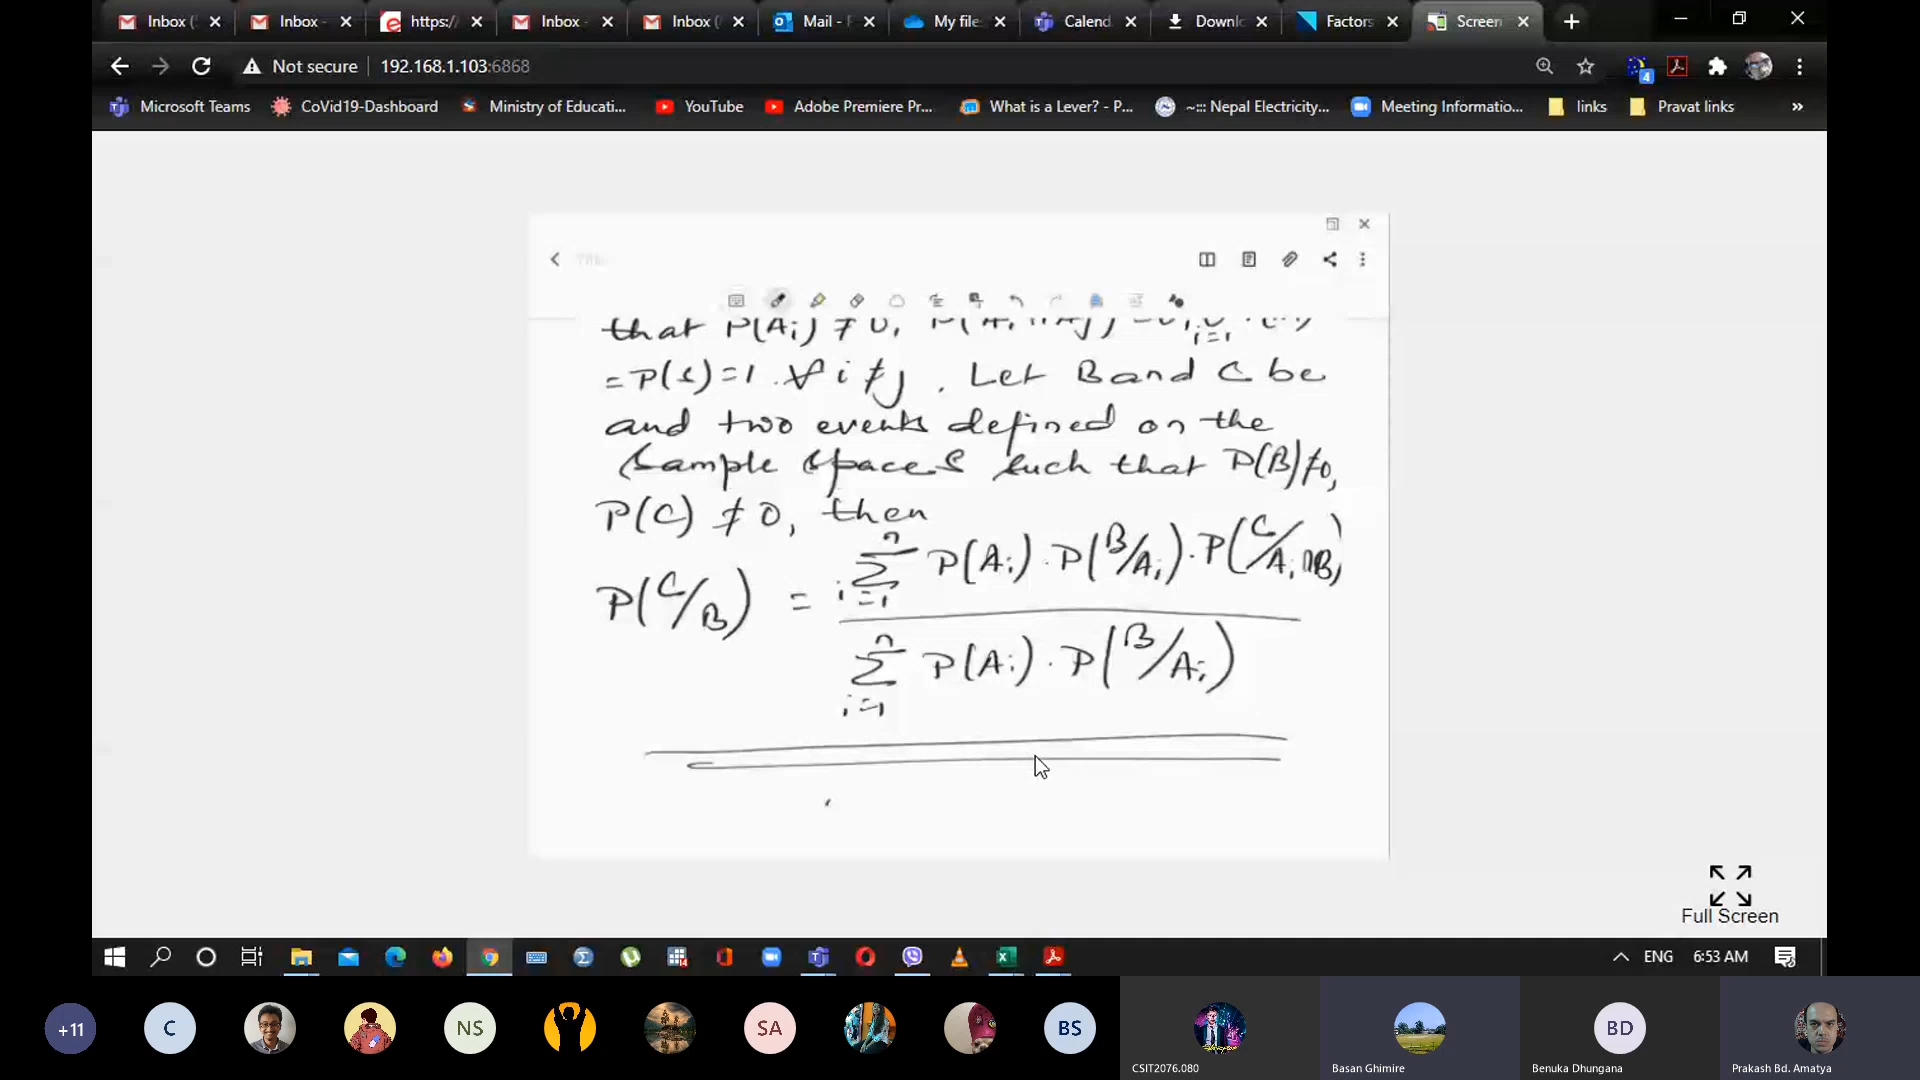 Inbox (
Inbox -
https:/
Inbox -
Inbox (
Mail -
My file
Calend
Downl
Factors
Screen
Not secure
192.168.1.103:6868
4
Microsoft Teams
CoVid19-Dashboard
Ministry of Educati...
YouTube
Adobe Premiere Pr...
What is a Lever? - P...
~::: Nepal Electricity...
Meeting Informatio...
links
Pravat links
»
that P(Ai) ≠ 0,
= P(S) = 1 . ∀ i ≠ j . Let B and C be
and two events defined on the
sample space S such that P(B) ≠ 0,
P(C) ≠ 0, then
P(C/B) = Σ_{i=1}^{n} P(Ai) . P(B/Ai) . P(C/Ai∩B)
Σ_{i=1}^{n} P(Ai) . P(B/Ai)
Full Screen
ENG
6:53 AM
+11
C
NS
SA
BS
BD
CSIT2076.080
Basan Ghimire
Benuka Dhungana
Prakash Bd. Amatya